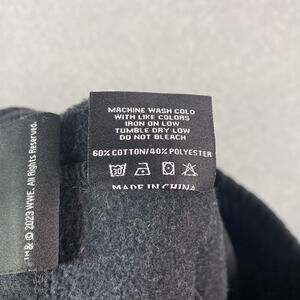 MACHINE WASH COLD
WITH LIKE COLORS
IRON ON LOW
TUMBLE DRY LOW
DO NOT BLEACH
60% COTTON/40% POLYESTER
MADE IN CHINA
TM& © 2023 WWE. All Rights Reserved.